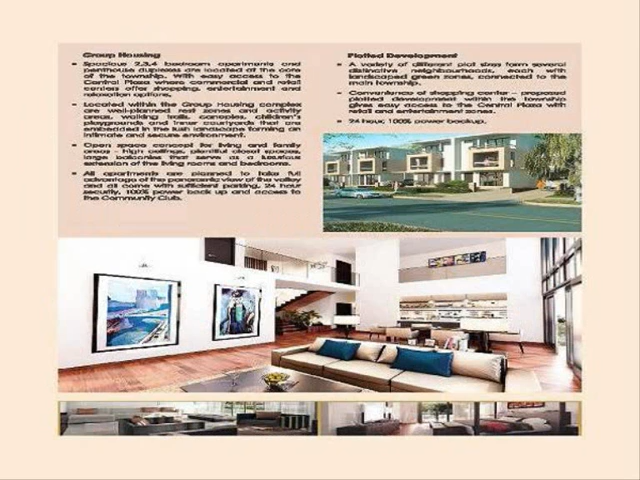 Group Housing
• Spacious 2,3,4 bedroom apartments and
penthouse duplexes are located at the core
of the township. With easy access to the
Central Plaza where commercial and retail
centers offer shopping, entertainment and
relaxation options.
• Located within the Group Housing complex
are well-planned rest zones and activity
areas, walking trails, canopies, children's
playgrounds and inner courtyards that are
embedded in the lush landscape forming an
intimate and secure environment.
• Open space concept for living and family
areas - high ceilings, plentiful closet spaces,
large balconies that serve as a luxurious
extension of the living rooms and bedrooms.
• All apartments are planned to take full
advantage of the panoramic view of the valley
and all come with sufficient parking, 24 hour
security, 100% power back up and access to
the Community Club.
Plotted Development
• A variety of different plot sizes form several
distinctive neighbourhoods, each with
landscaped green zones, connected to the
main township.
• Convenience of shopping center - proposed
plotted development within the township
gives easy access to the Central Plaza with
retail and entertainment zones.
• 24 hour, 100% power backup.